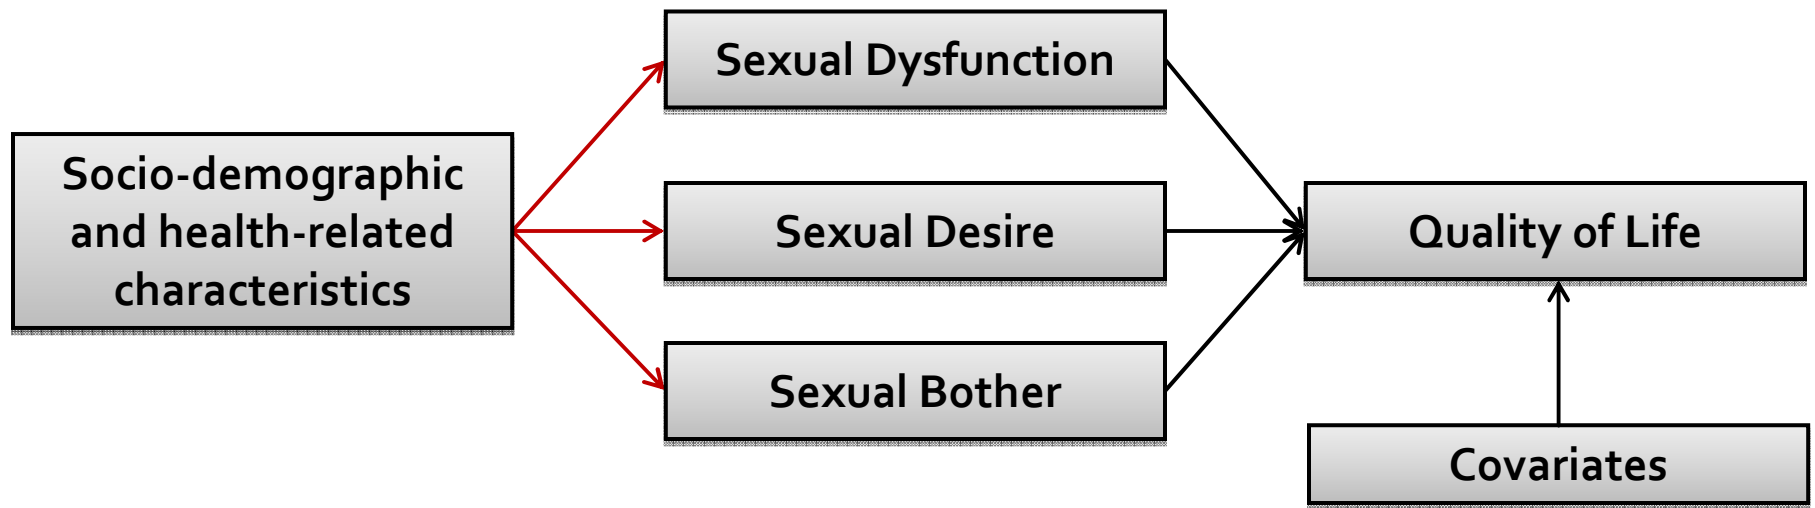 Sexual Dysfunction
Socio-demographic
and health-related
characteristics
Sexual Desire
Quality of Life
Sexual Bother
Covariates